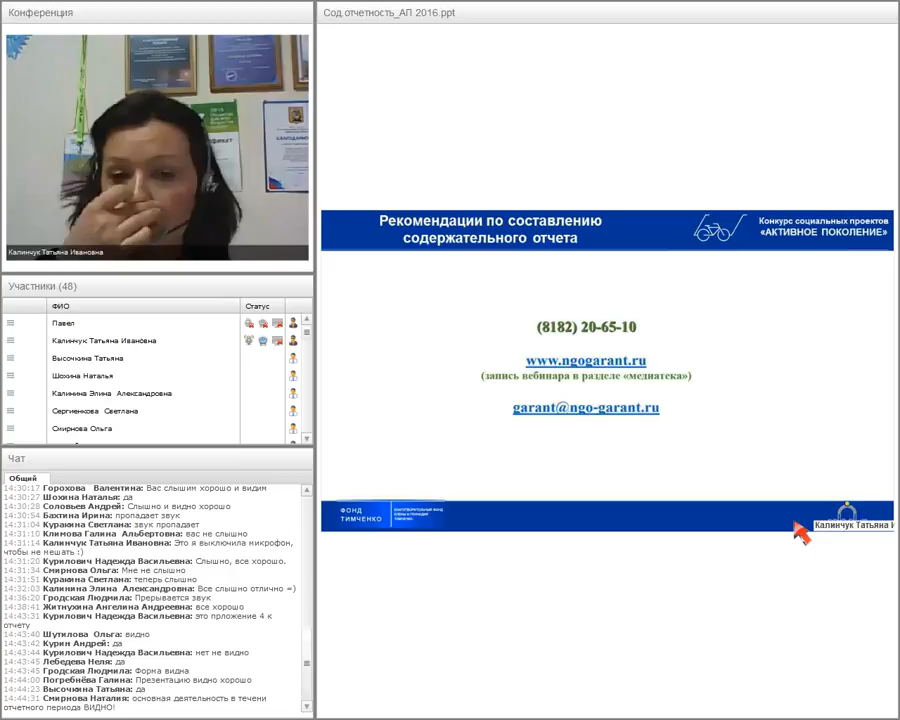 Конференция
Калинчук Татьяна Ивановна
Участники (48)
ФИО
Статус
Павел
Калинчук Татьяна Ивановна
Высочкина Татьяна
Шохина Наталья
Калинина Элина Александровна
Сергиенкова Светлана
Смирнова Ольга
Чат
Общий
14:30:17 Горохова Валентина: Вас слышим хорошо и видим
14:30:27 Шохина Наталья: да
14:30:28 Соловьев Андрей: Слышно и видно хорошо
14:30:54 Бахтина Ирина: пропадает звук
14:31:04 Куракина Светлана: звук пропадает
14:31:10 Климова Галина Альбертовна: вас не слышно
14:31:14 Калинчук Татьяна Ивановна: Это я выключила микрофон,
чтобы не мешать :)
14:31:20 Курилович Надежда Васильевна: Слышно, все хорошо.
14:31:34 Смирнова Ольга: Мне не слышно
14:31:51 Куракина Светлана: теперь слышно
14:32:03 Калинина Элина Александровна: Все слышно отлично =)
14:36:20 Гродская Людмила: Прерывается звук
14:38:41 Житнухина Ангелина Андреевна: все хорошо
14:43:31 Курилович Надежда Васильевна: это прложение 4 к
отчету
14:43:40 Шутилова Ольга: видно
14:43:42 Курин Андрей: да
14:43:44 Курилович Надежда Васильевна: нет не видно
14:43:45 Лебедева Неля: да
14:43:45 Гродская Людмила: Форма видна
14:44:00 Погребнёва Галина: Презентацию видно хорошо
14:44:23 Высочкина Татьяна: да
14:44:31 Смирнова Наталия: основная деятельность в течени
отчетного периода ВИДНО!
Сод.отчетность_АП 2016.ppt
Рекомендации по составлению
содержательного отчета
Конкурс социальных проектов
«АКТИВНОЕ ПОКОЛЕНИЕ»
(8182) 20-65-10
www.ngogarant.ru
(запись вебинара в разделе «медиатека»)
garant@ngo-garant.ru
ФОНД
ТИМЧЕНКО
БЛАГОТВОРИТЕЛЬНЫЙ ФОНД
ЕЛЕНЫ И ГЕННАДИЯ
ТИМЧЕНКО
Калинчук Татьяна И